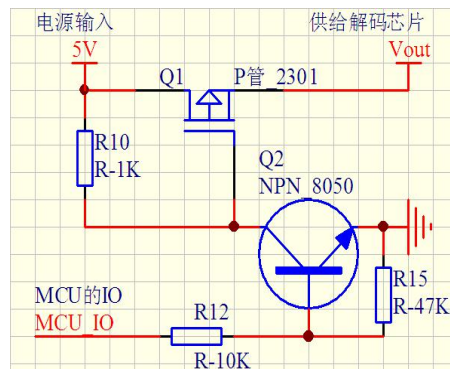 电源输入
供给解码芯片
5V
Vout
Q1
P管_2301
R10
R-1K
Q2
NPN_8050
R15
R-47K
MCU的IO
MCU_IO
R12
R-10K